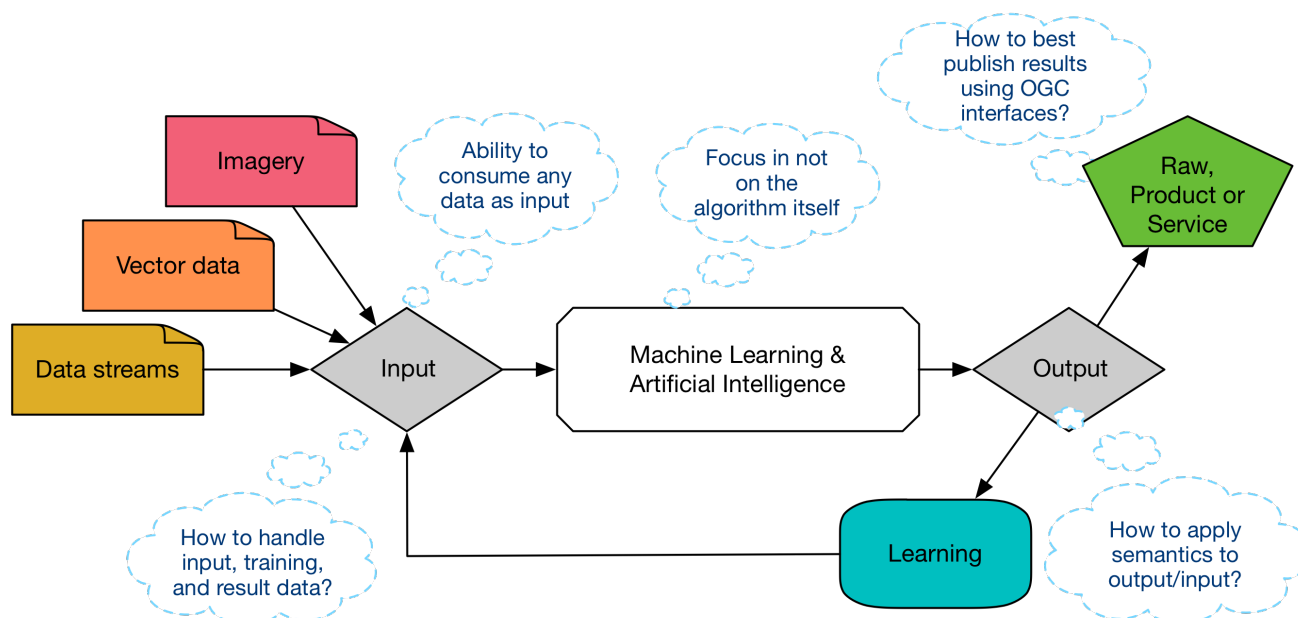 How to best
publish results
using OGC
interfaces?
Imagery
Ability to
consume any
data as input
Focus in not
on the
algorithm itself
Raw,
Product or
Service
Vector data
Data streams
Input
Machine Learning &
Artificial Intelligence
Output
How to handle
input, training,
and result data?
Learning
How to apply
semantics to
output/input?